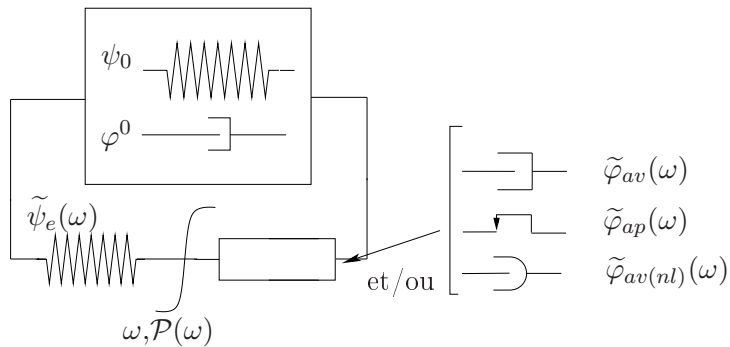 ψ₀
φ⁰
ψ̃ₑ(ω)
ω,𝒫(ω)
et/ou
φ̃ₐᵥ(ω)
φ̃ₐₚ(ω)
φ̃ₐᵥ₍ₙₗ₎(ω)